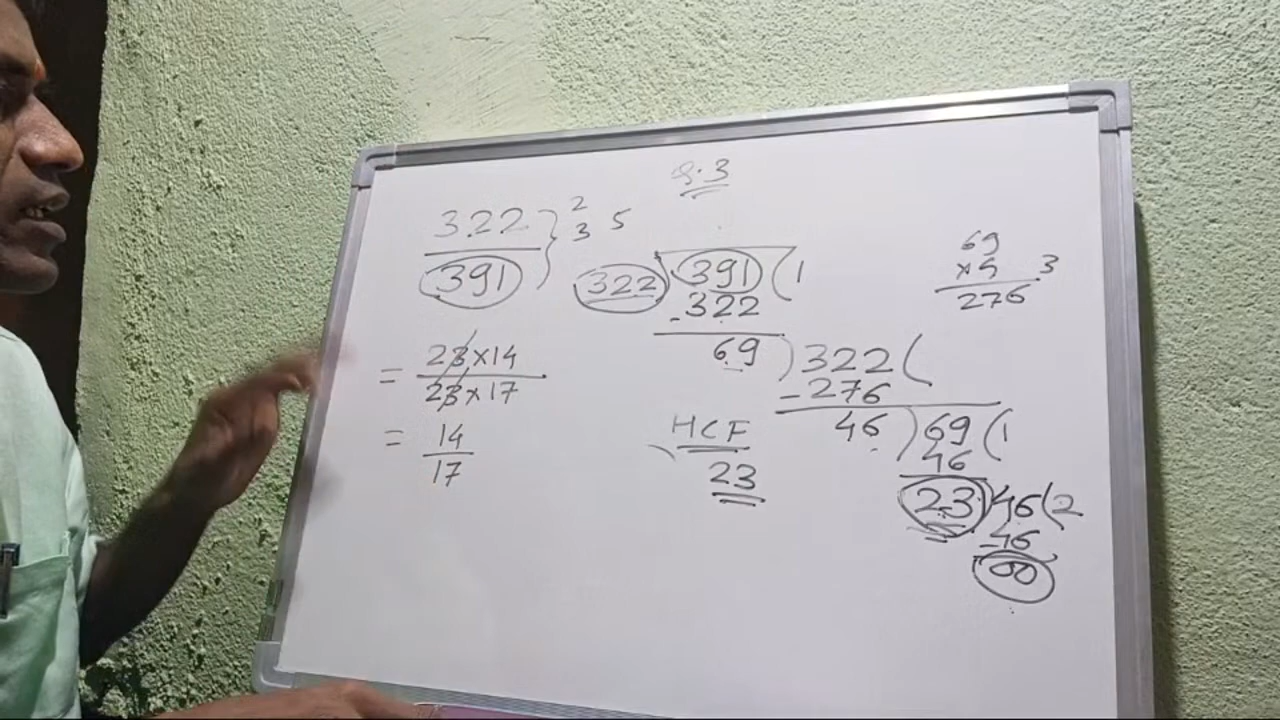 Q.3
322
391
2
3 5
= 23×14
23×17
= 14
17
322 391 ( 1
- 322
69 ) 322 (
- 276
46 ) 69 ( 1
46
23 ) 46 ( 2
- 46
00
HCF
23
69
×4 3
276